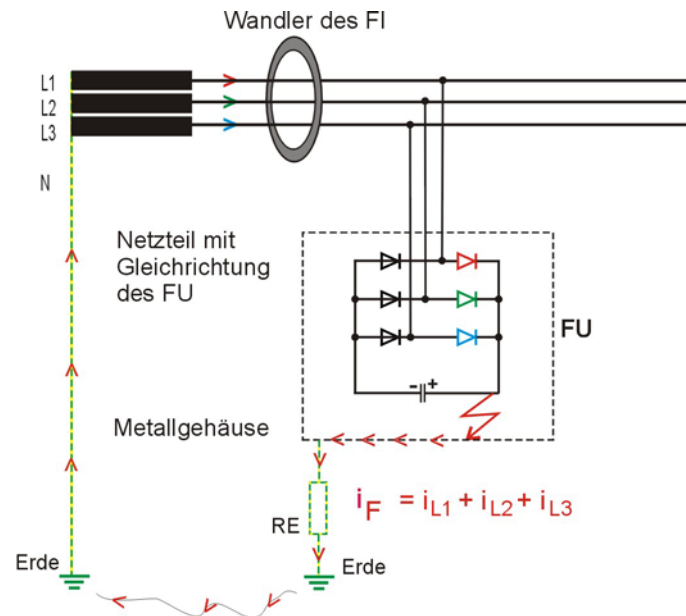 Wandler des FI
L1
L2
L3
N
Netzteil mit
Gleichrichtung
des FU
FU
- +
Metallgehäuse
RE
iF = iL1 + iL2 + iL3
Erde
Erde